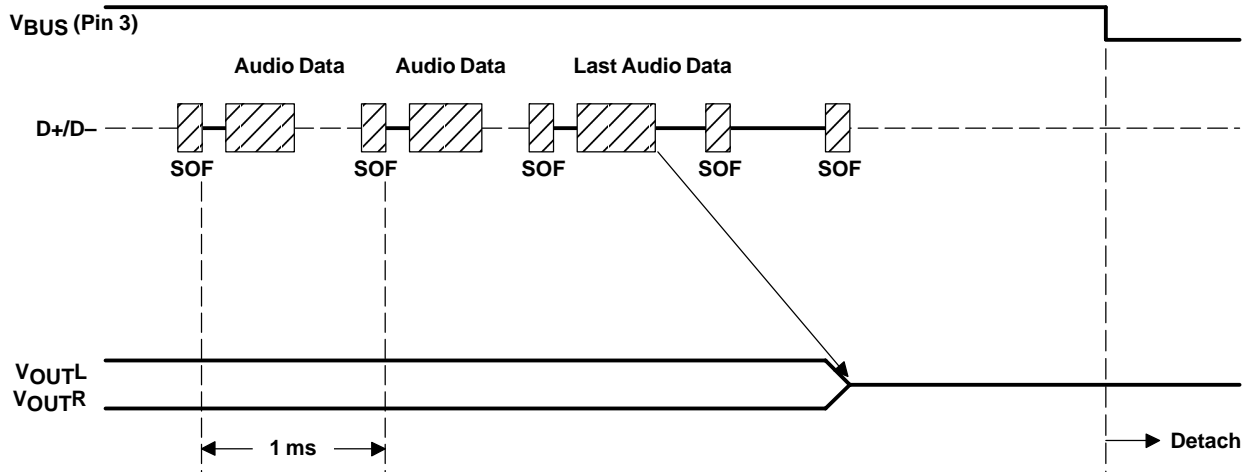 VBUS (Pin 3)
Audio Data Audio Data Last Audio Data
D+/D–
SOF SOF SOF SOF SOF
VOUTL
VOUTR
1 ms
Detach